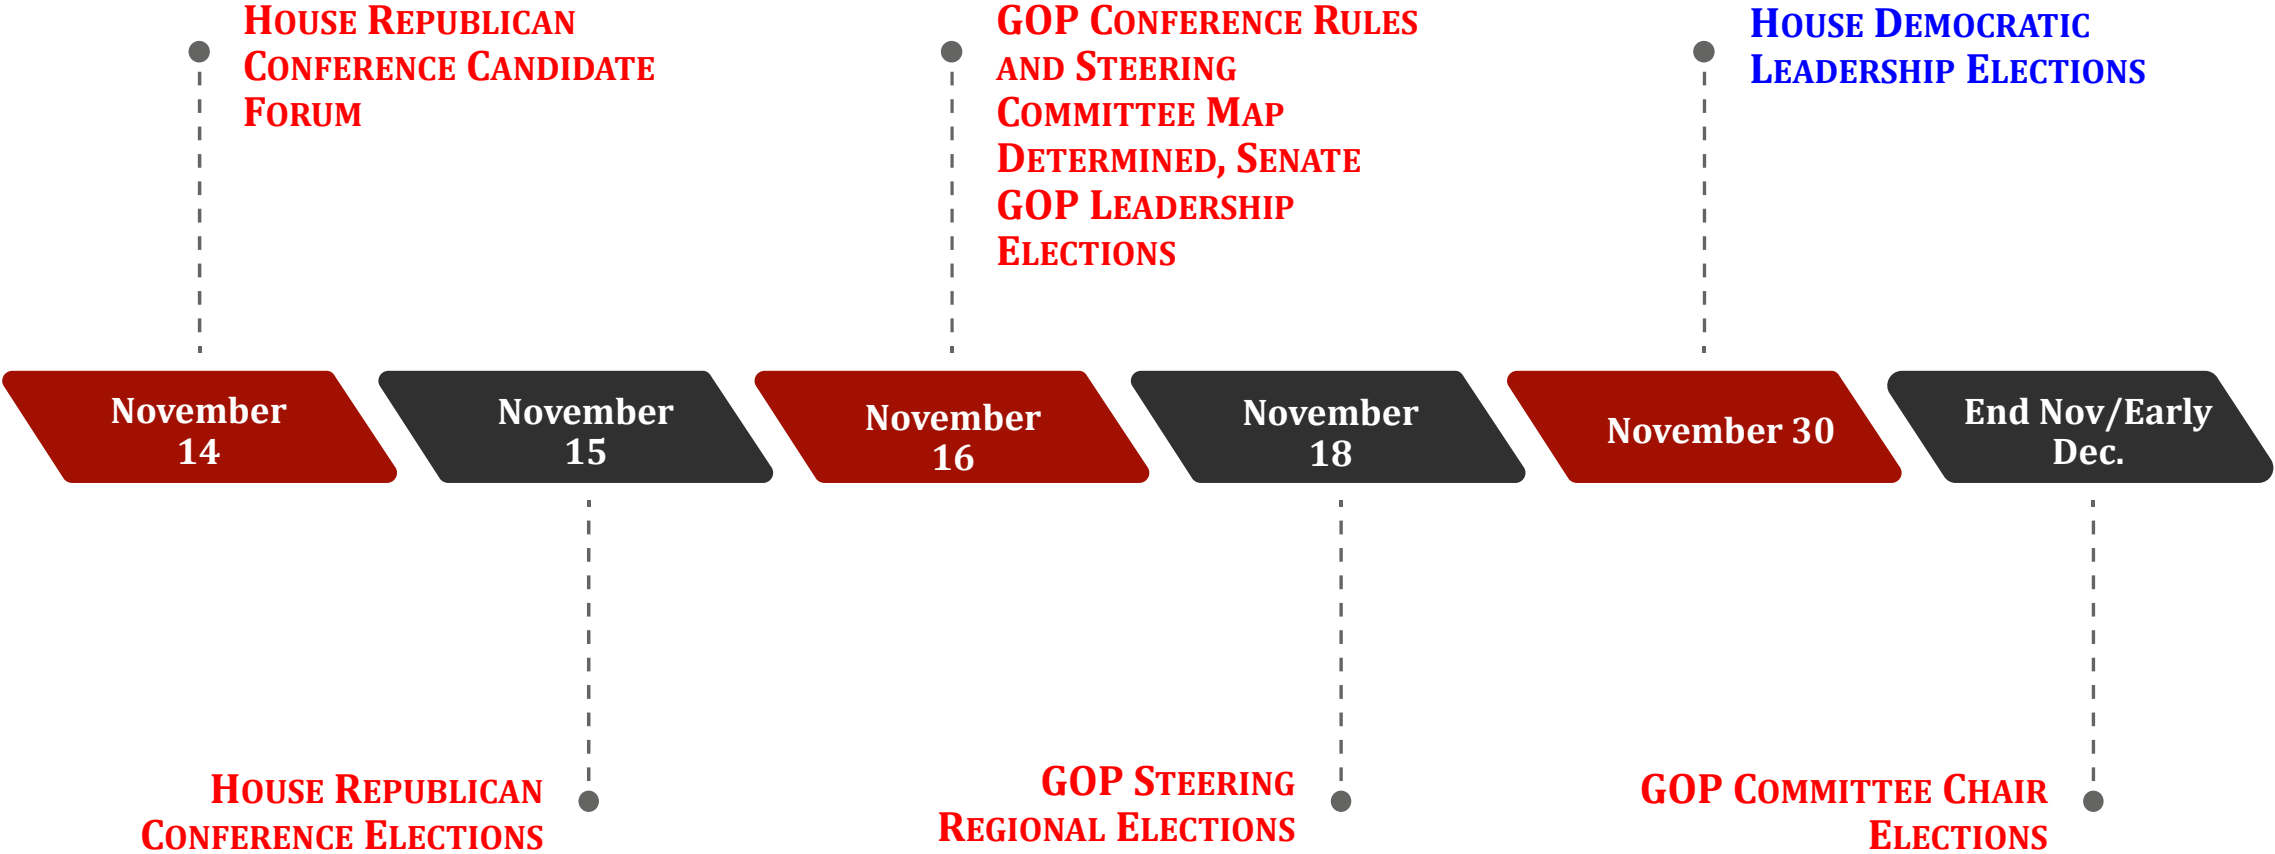 House Republican
Conference Candidate
Forum
GOP Conference Rules
and Steering
Committee Map
Determined, Senate
GOP Leadership
Elections
House Democratic
Leadership Elections
November
14
November
15
November
16
November
18
November 30
End Nov/Early
Dec.
House Republican
Conference Elections
GOP Steering
Regional Elections
GOP Committee Chair
Elections